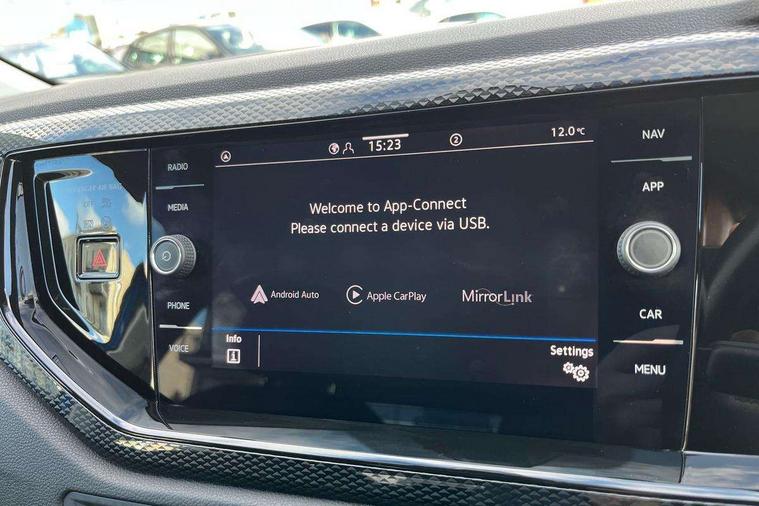 15:23
2
12.0°C
RADIO
MEDIA
PHONE
VOICE
NAV
APP
CAR
MENU
Welcome to App-Connect
Please connect a device via USB.
Android Auto
Apple CarPlay
MirrorLink
Info
i
Settings